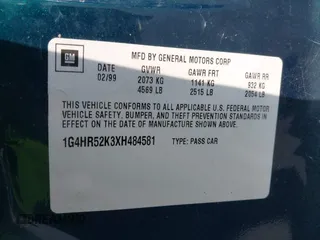 GM
MFD BY GENERAL MOTORS CORP
DATE GVWR GAWR FRT GAWR RR
02/99 2073 KG 1141 KG 932 KG
4569 LB 2515 LB 2054 LB
THIS VEHICLE CONFORMS TO ALL APPLICABLE U.S. FEDERAL MOTOR
VEHICLE SAFETY, BUMPER, AND THEFT PREVENTION STANDARDS
IN EFFECT ON THE DATE OF MANUFACTURE SHOWN ABOVE.
1G4HR52K3XH484581 TYPE: PASS CAR